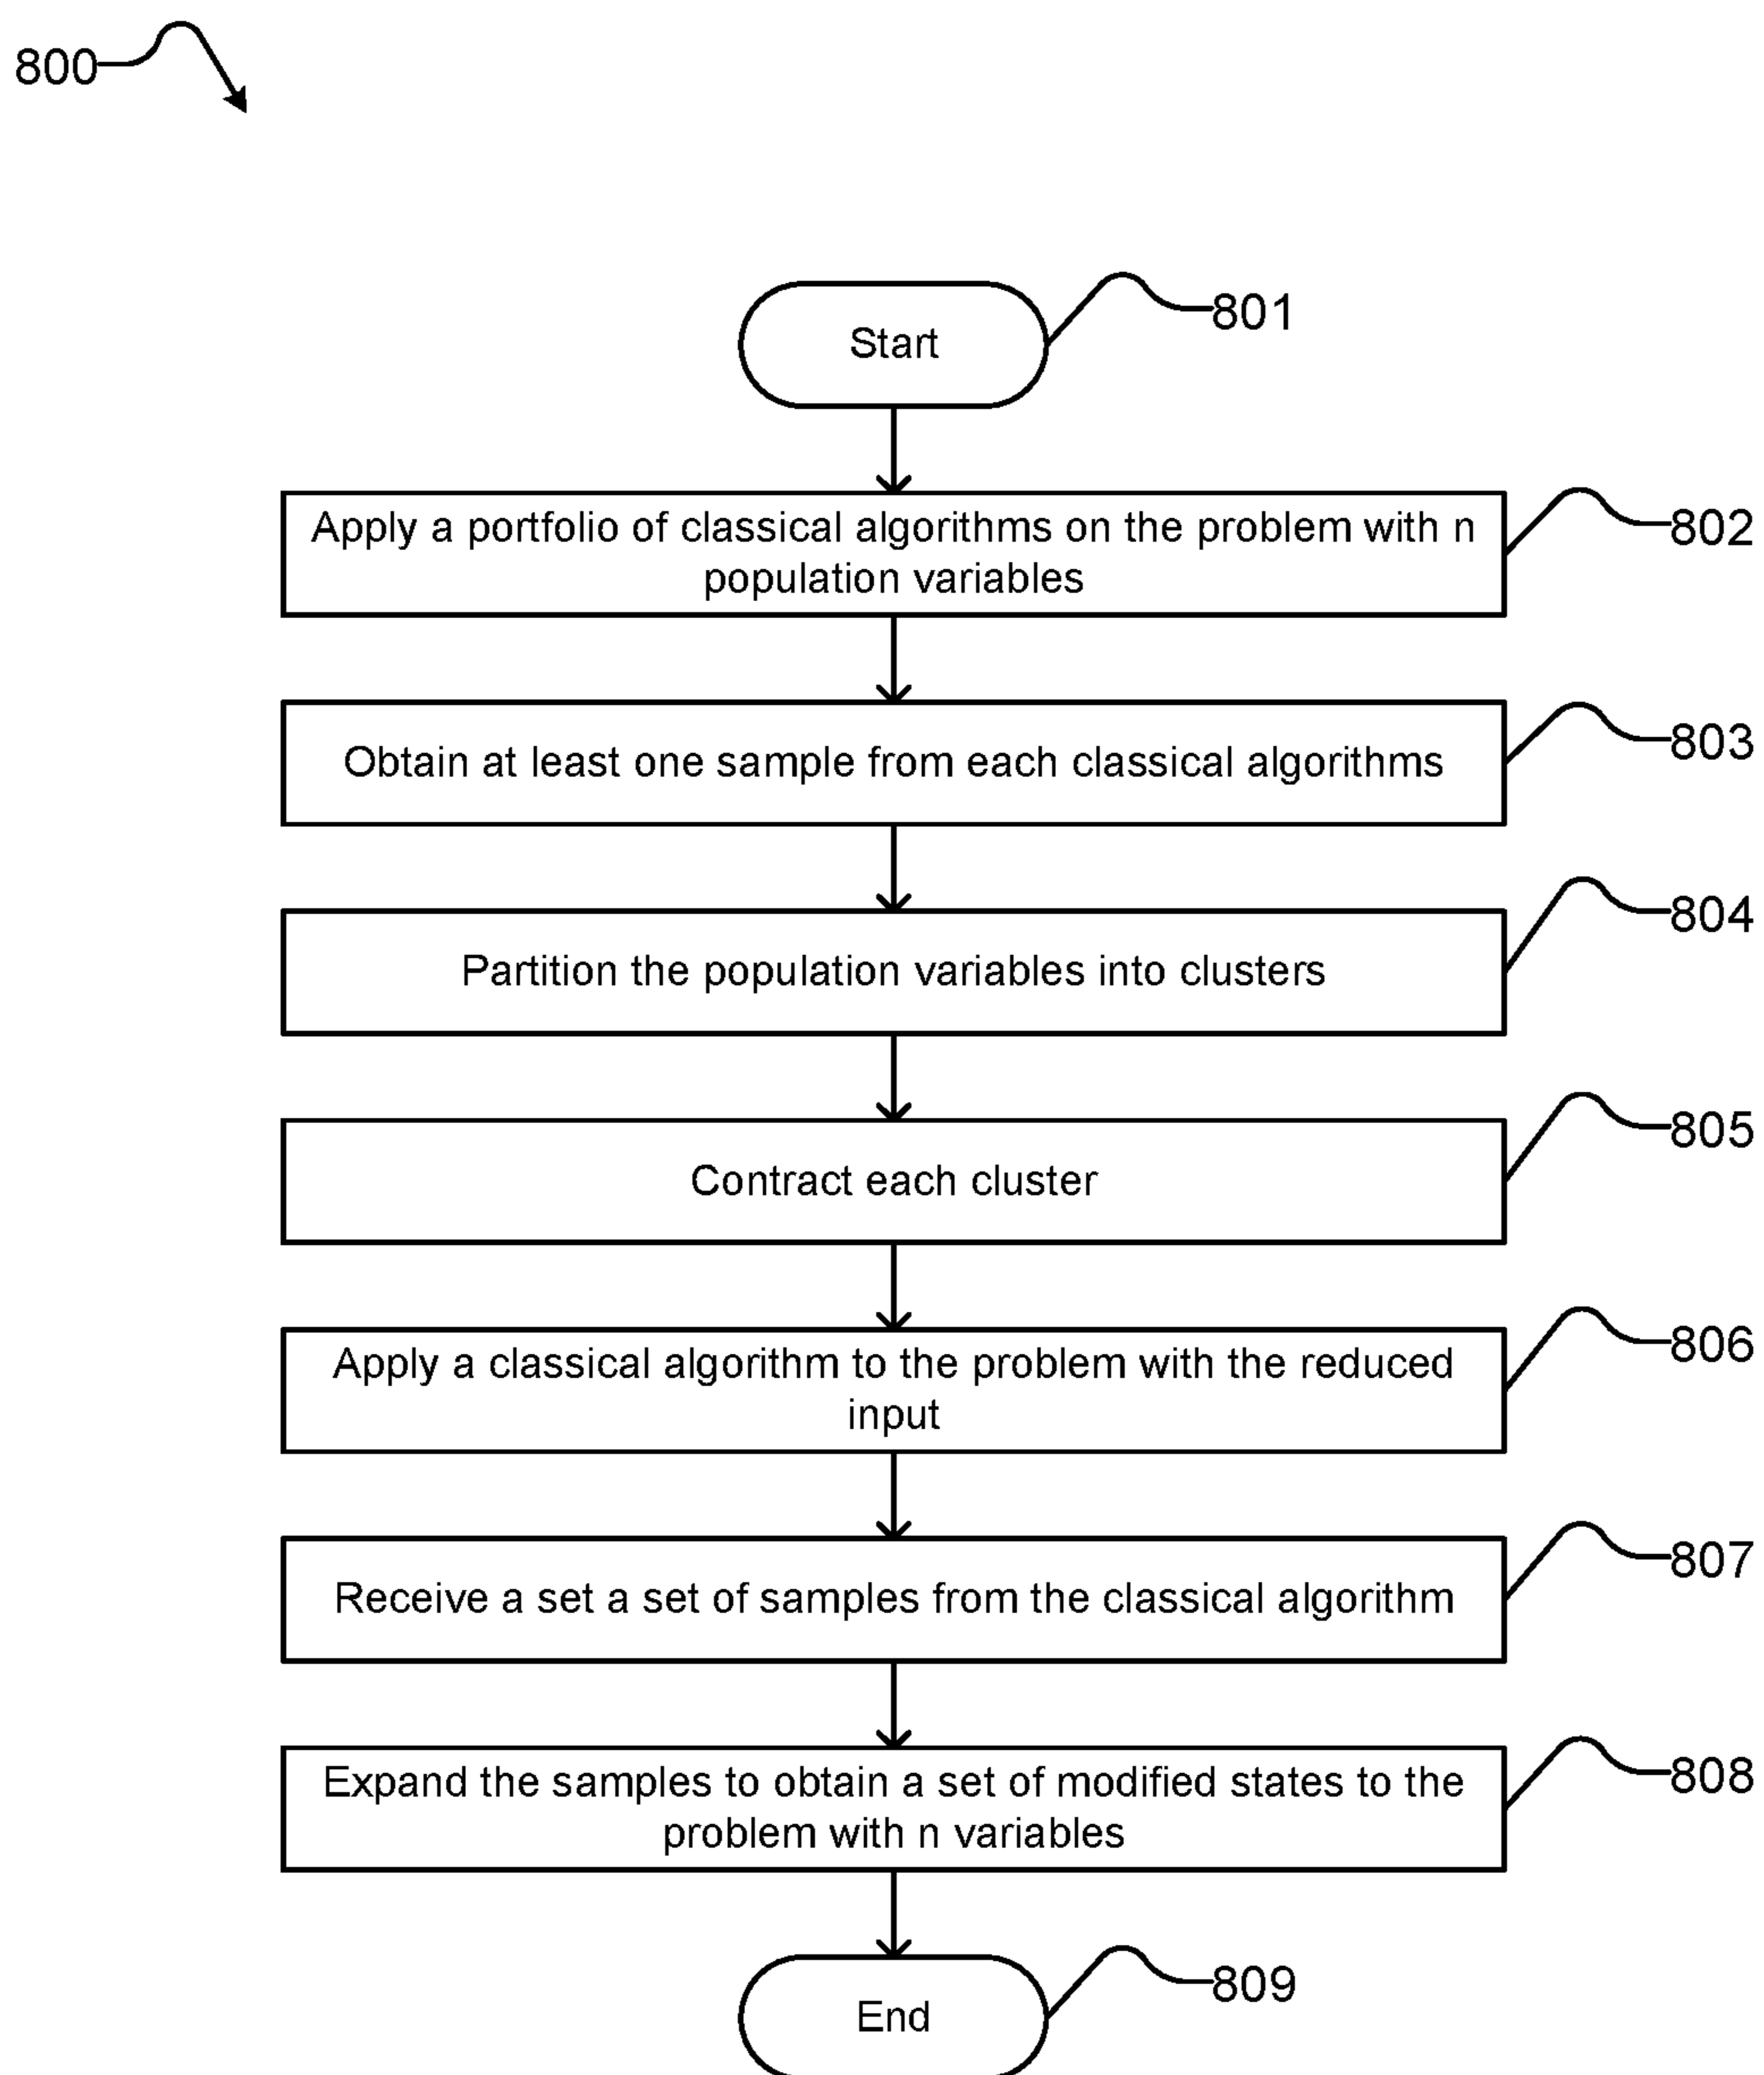 800
Start
801
Apply a portfolio of classical algorithms on the problem with n
population variables
802
Obtain at least one sample from each classical algorithms
803
Partition the population variables into clusters
804
Contract each cluster
805
Apply a classical algorithm to the problem with the reduced
input
806
Receive a set a set of samples from the classical algorithm
807
Expand the samples to obtain a set of modified states to the
problem with n variables
808
End
809